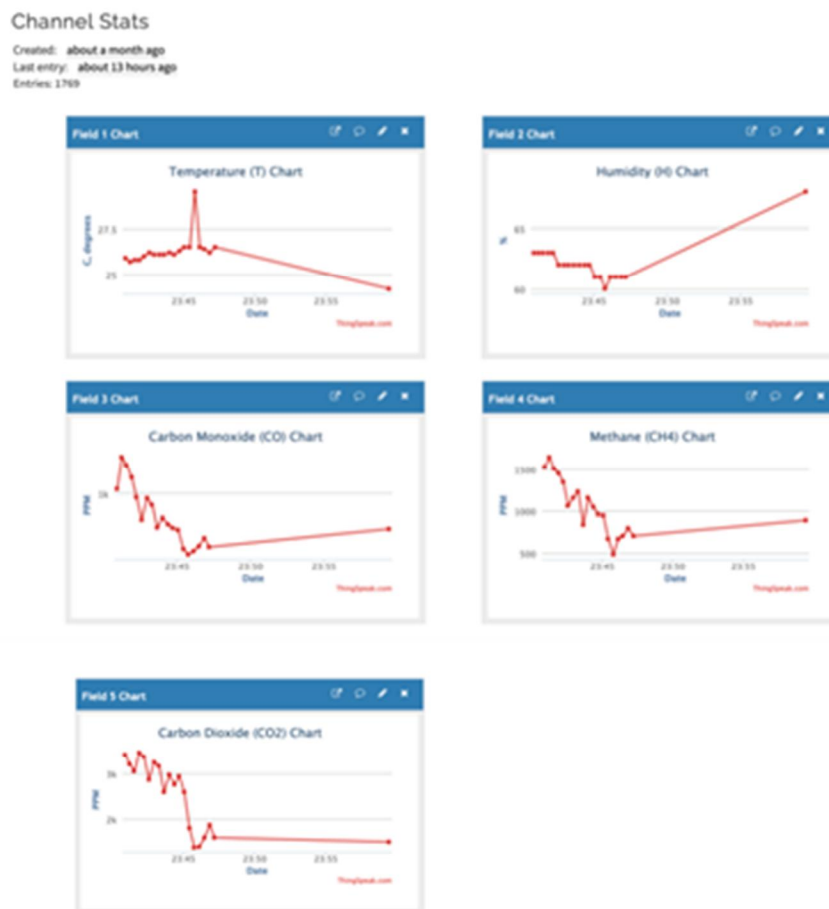 Channel Stats
Created: about a month ago
Last entry: about 13 hours ago
Entries: 1769
Field 1 Chart
Temperature (T) Chart
C, degrees
27.5
25
23:45 23:50 23:55
Date
ThingSpeak.com
Field 2 Chart
Humidity (H) Chart
%
65
60
23:45 23:50 23:55
Date
ThingSpeak.com
Field 3 Chart
Carbon Monoxide (CO) Chart
PPM
1k
23:45 23:50 23:55
Date
ThingSpeak.com
Field 4 Chart
Methane (CH4) Chart
PPM
1500
1000
500
23:45 23:50 23:55
Date
ThingSpeak.com
Field 5 Chart
Carbon Dioxide (CO2) Chart
PPM
3k
2k
23:45 23:50 23:55
Date
ThingSpeak.com